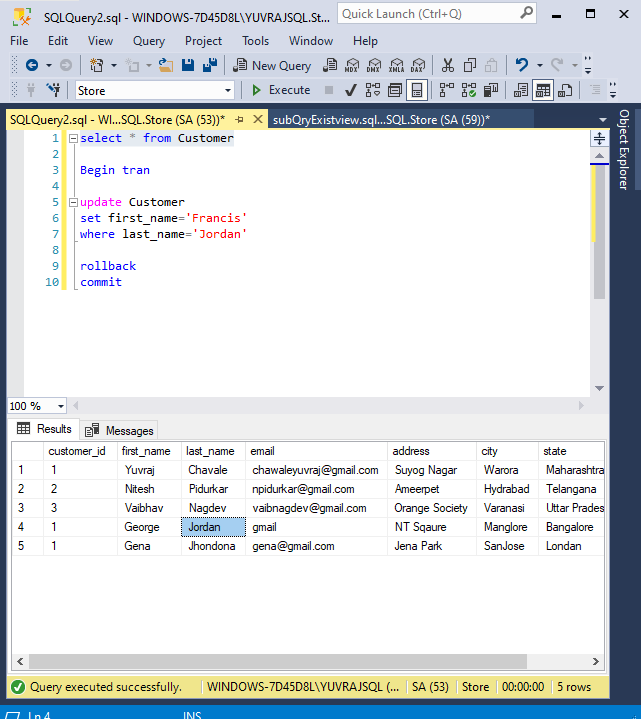 SQLQuery2.sql - WINDOWS-7D45D8L\YUVRAJSQL.St...
Quick Launch (Ctrl+Q)
File Edit View Query Project Tools Window Help
New Query MDX DMX XMLA DAX
Store Execute
SQLQuery2.sql - WI...SQL.Store (SA (53))* subQryExistview.sql...SQL.Store (SA (59))*
Object Explorer
1 select * from Customer
2
3 Begin tran
4
5 update Customer
6 set first_name='Francis'
7 where last_name='Jordan'
8
9 rollback
10 commit
100 %
Results Messages
customer_id first_name last_name email address city state
1 1 Yuvraj Chavale chawaleyuvraj@gmail.com Suyog Nagar Warora Maharashtra
2 2 Nitesh Pidurkar npidurkar@gmail.com Ameerpet Hydrabad Telangana
3 3 Vaibhav Nagdev vaibnagdev@gmail.com Orange Society Varanasi Uttar Prades
4 1 George Jordan gmail NT Sqaure Manglore Bangalore
5 1 Gena Jhondona gena@gmail.com Jena Park SanJose Londan
Query executed successfully. WINDOWS-7D45D8L\YUVRAJSQL (... SA (53) Store 00:00:00 5 rows
Ln 4 INS